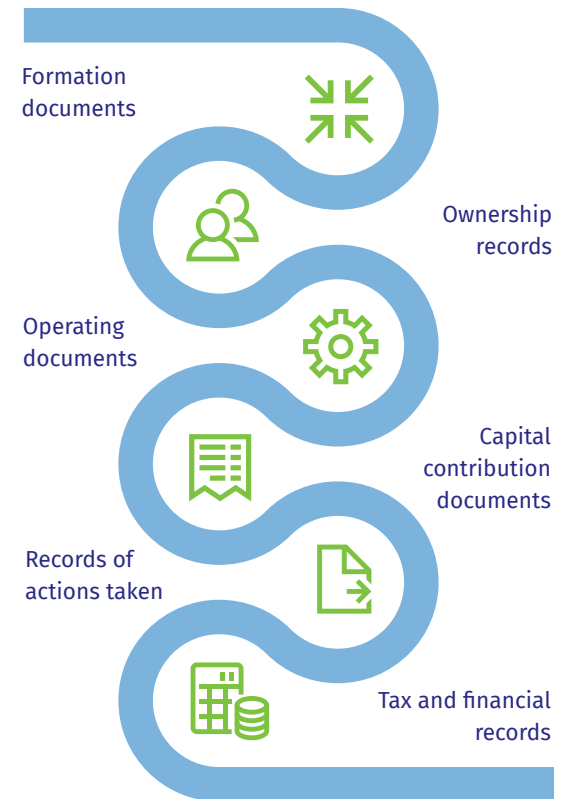 Formation
documents
Ownership
records
Operating
documents
Capital
contribution
documents
Records of
actions taken
Tax and financial
records